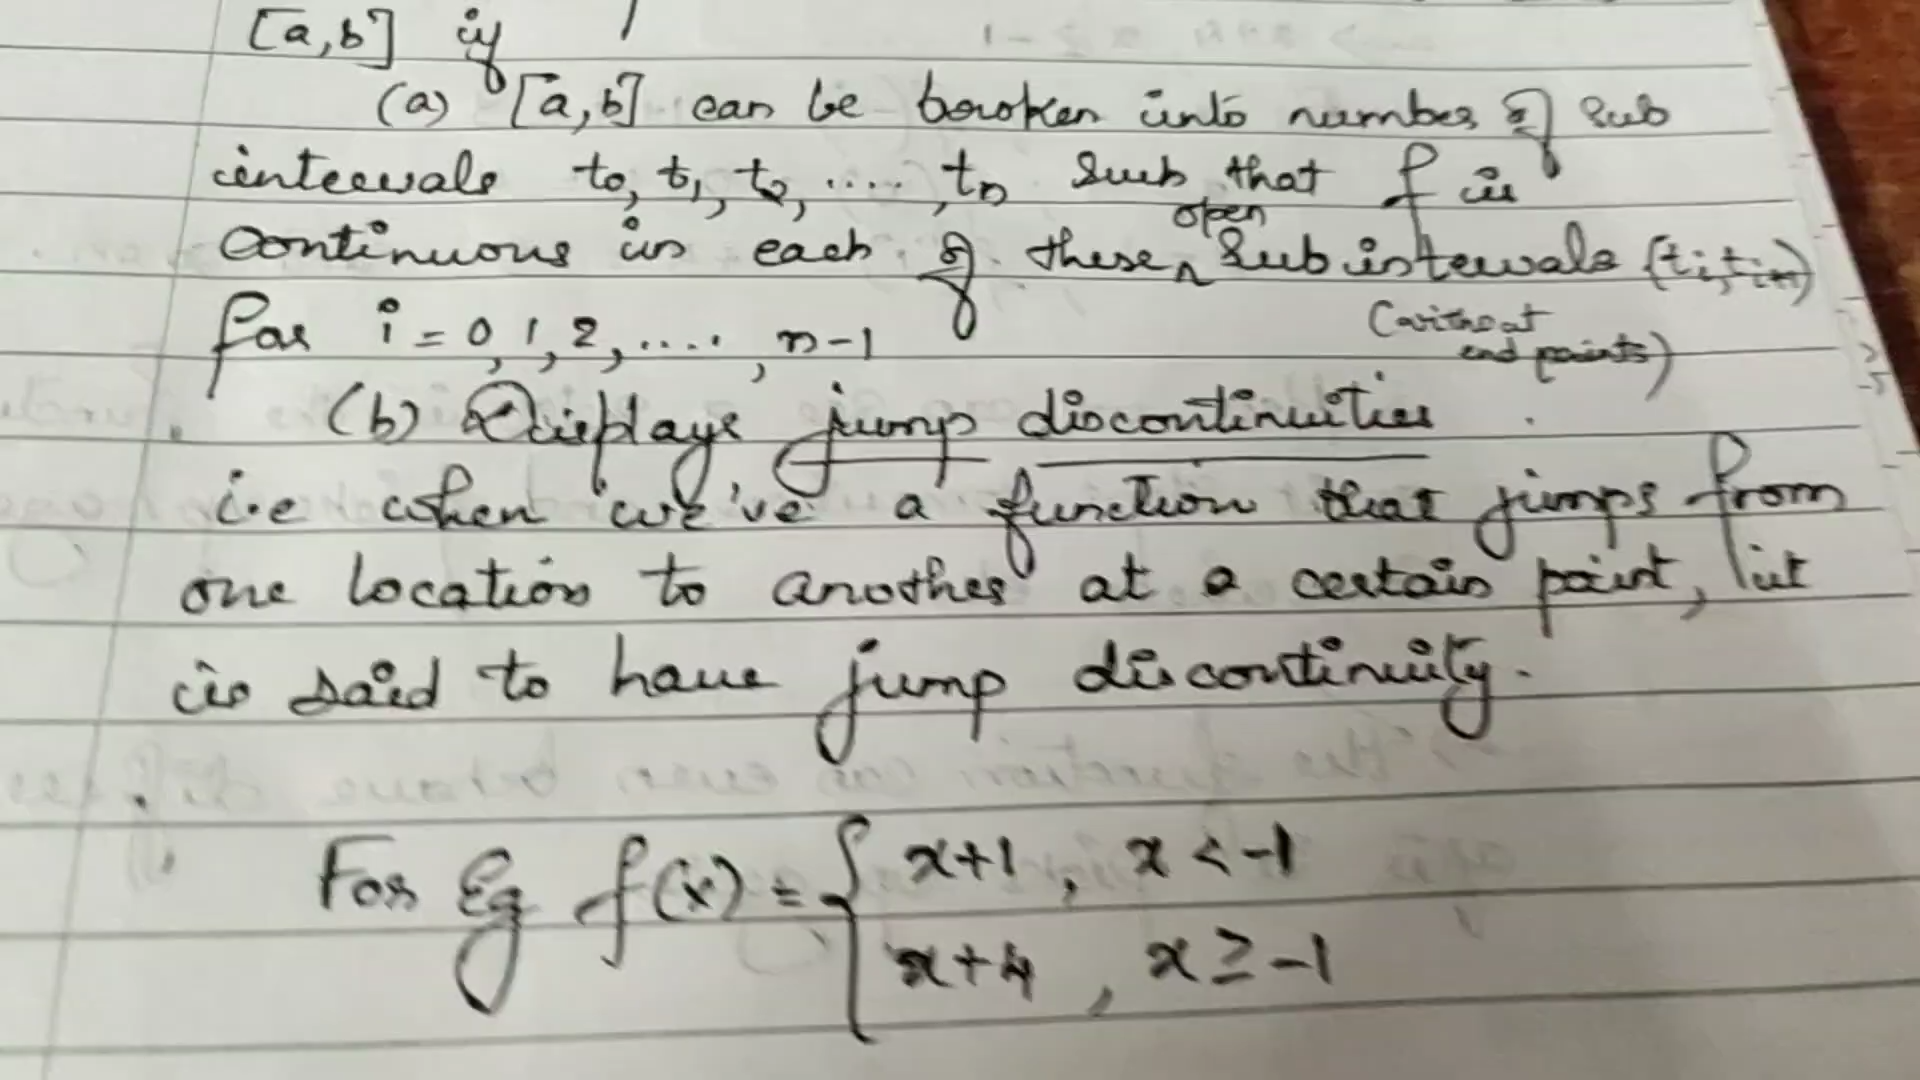 [a,b] if
(a) [a,b] can be broken into number of sub
intervals to, t1, t2, ...., tn such that f is
open
continuous in each of these ^ subintervals (ti, ti+1)
for i = 0, 1, 2, ...., n-1 (without
end points)
(b) Displays jump discontinuities
i.e when we've a function that jumps from
one location to another at a certain point, it
is said to have jump discontinuity.
For Eg f(x) = { x+1, x < -1
x+4, x ≥ -1